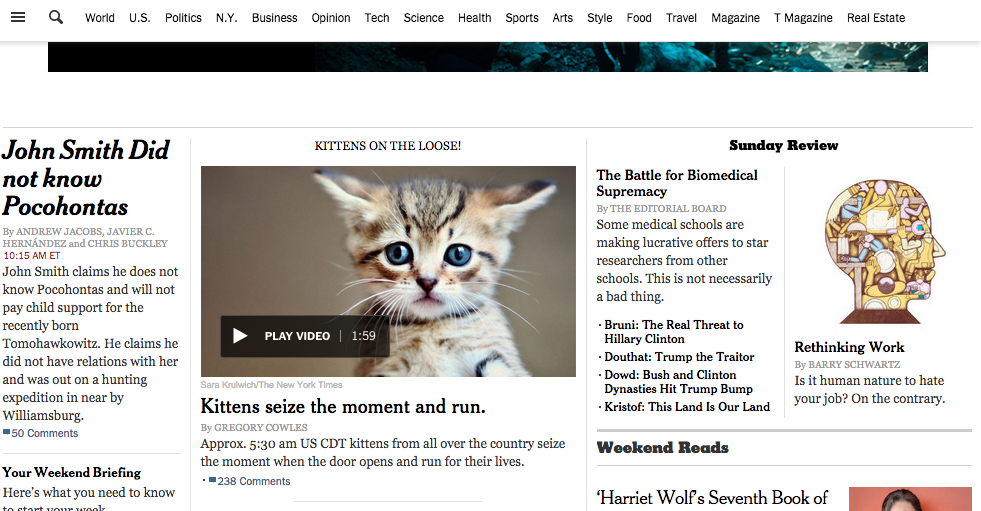 World U.S. Politics N.Y. Business Opinion Tech Science Health Sports Arts Style Food Travel Magazine T Magazine Real Estate
John Smith Did
not know
Pocohontas
By ANDREW JACOBS, JAVIER C.
HERNÁNDEZ and CHRIS BUCKLEY
10:15 AM ET
John Smith claims he does not
know Pocohontas and will not
pay child support for the
recently born
Tomohawkowitz. He claims he
did not have relations with her
and was out on a hunting
expedition in near by
Williamsburg.
50 Comments
Your Weekend Briefing
Here's what you need to know
to start your week
KITTENS ON THE LOOSE!
PLAY VIDEO | 1:59
Sara Krulwich/The New York Times
Kittens seize the moment and run.
By GREGORY COWLES
Approx. 5:30 am US CDT kittens from all over the country seize
the moment when the door opens and run for their lives.
· 238 Comments
Sunday Review
The Battle for Biomedical
Supremacy
By THE EDITORIAL BOARD
Some medical schools are
making lucrative offers to star
researchers from other
schools. This is not necessarily
a bad thing.
· Bruni: The Real Threat to
Hillary Clinton
· Douthat: Trump the Traitor
· Dowd: Bush and Clinton
Dynasties Hit Trump Bump
· Kristof: This Land Is Our Land
Rethinking Work
By BARRY SCHWARTZ
Is it human nature to hate
your job? On the contrary.
Weekend Reads
‘Harriet Wolf’s Seventh Book of